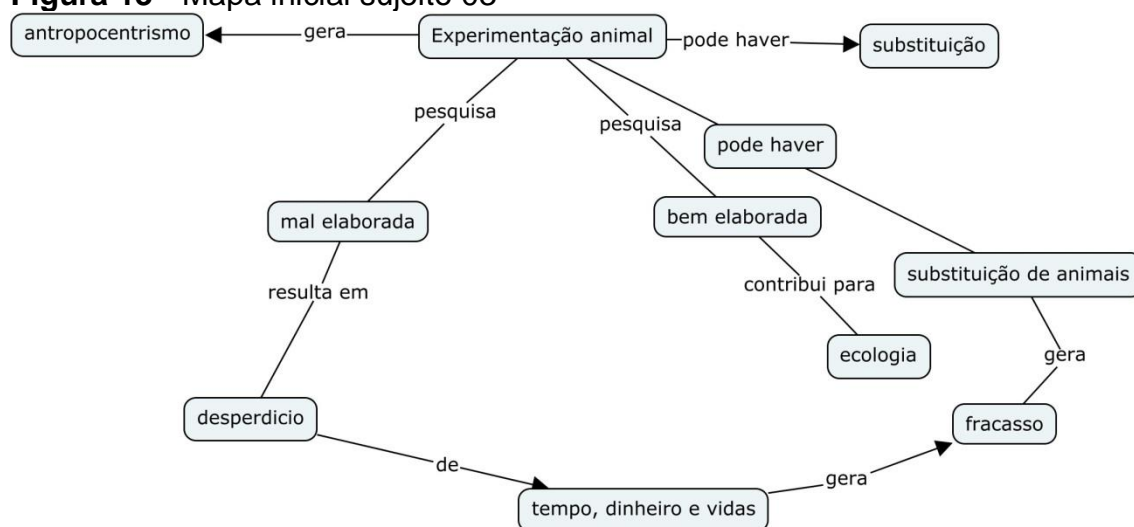 Figura 13 - Mapa inicial sujeito 03
antropocentrismo
gera
Experimentação animal
pode haver
substituição
pesquisa
pesquisa
pode haver
mal elaborada
bem elaborada
resulta em
contribui para
substituição de animais
ecologia
gera
desperdicio
fracasso
de
gera
tempo, dinheiro e vidas